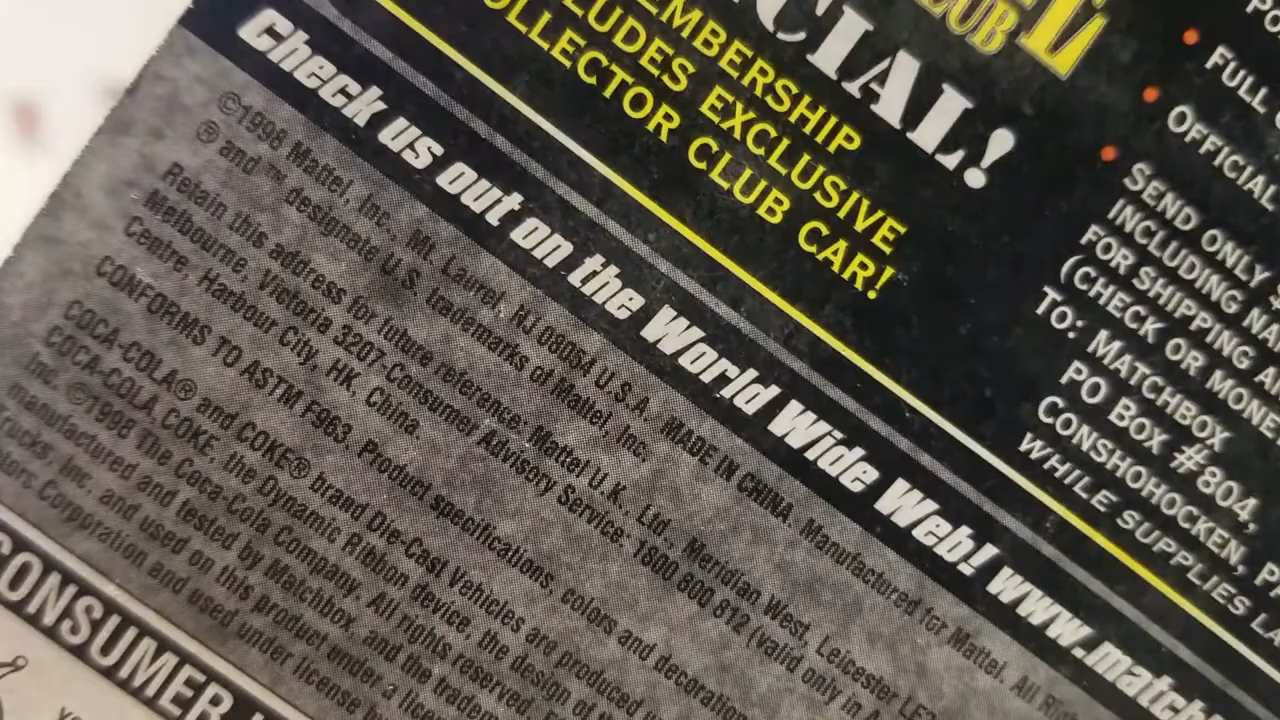 CLUB
CIAL!
MEMBERSHIP
LUDES EXCLUSIVE
OLLECTOR CLUB CAR!
FULL
OFFICIAL
SEND ONLY
INCLUDING NA
FOR SHIPPING A
(CHECK OR MONE
TO: MATCHBOX
PO BOX #804,
CONSHOHOCKEN, P
WHILE SUPPLIES LA
Check us out on the World Wide Web! www.match
©1998 Mattel, Inc., Mt. Laurel, NJ 08054 U.S.A. MADE IN CHINA. Manufactured for Mattel. All Rig
® and ™ designate U.S. trademarks of Mattel, Inc.
Retain this address for future reference: Mattel U.K., Ltd., Meridian West, Leicester LE3
Melbourne, Victoria 3207-Consumer Advisory Service: 1800 800 812 (valid only in A
Centre, Harbour City, HK, China.
CONFORMS TO ASTM F963. Product specifications, colors and decoration
COCA-COLA® and COKE® brand Die-Cast Vehicles are produced u
COCA-COLA, COKE, the Dynamic Ribbon device, the design of
Inc. ©1998 The Coca-Cola Company. All rights reserved.
manufactured and tested by Matchbox, and the tradem
Trucks, Inc. and used on this product under a licen
Corporation and used under license
CONSUMER